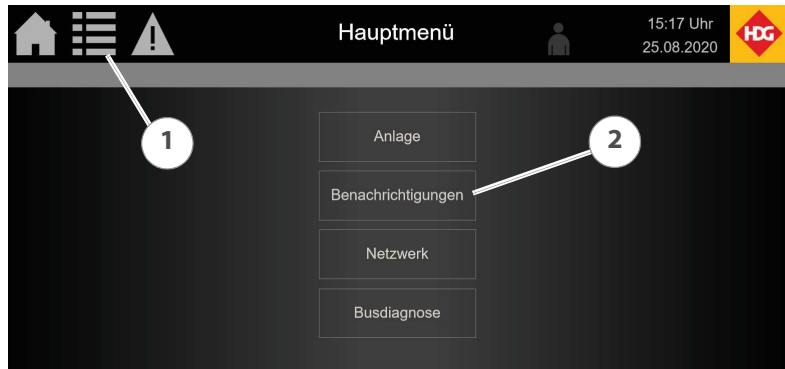 Hauptmenü
15:17 Uhr
25.08.2020
HDG
1
2
Anlage
Benachrichtigungen
Netzwerk
Busdiagnose